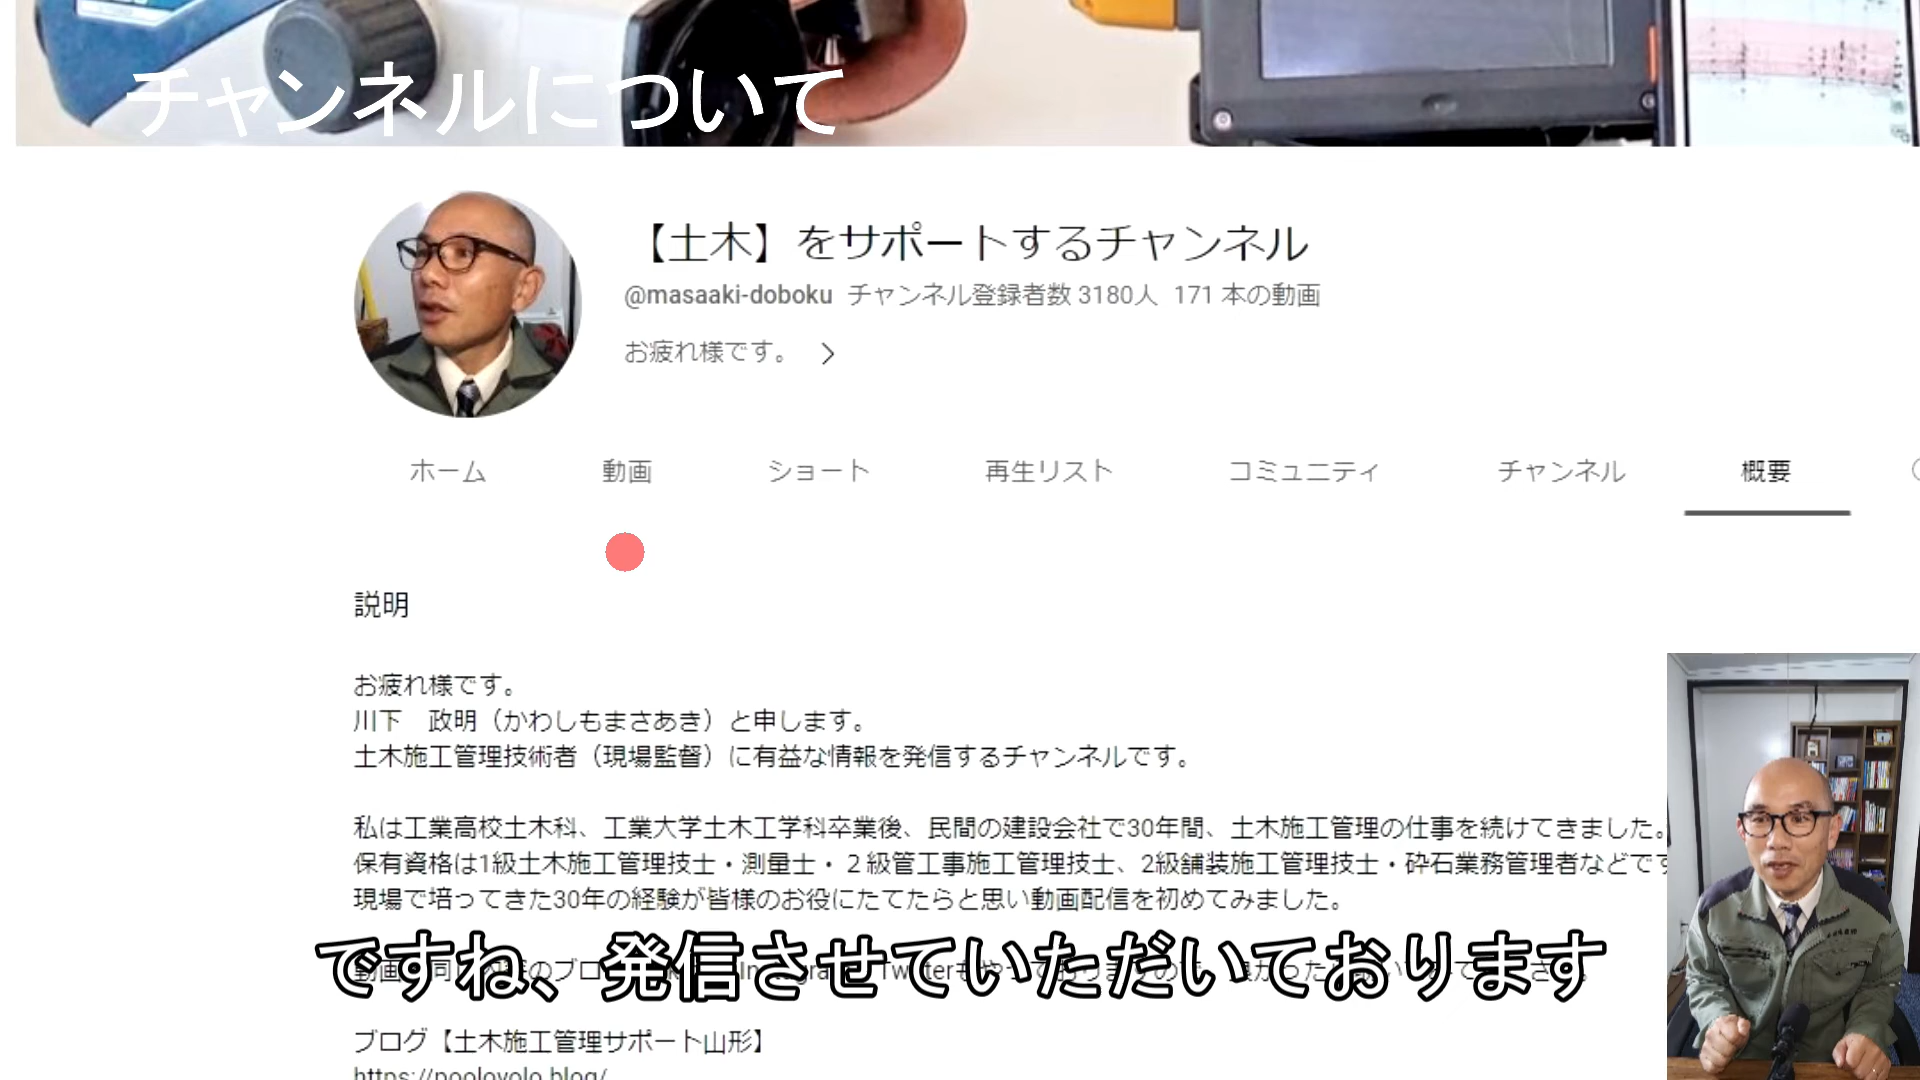 チャンネルについて
【土木】をサポートするチャンネル
@masaaki-doboku チャンネル登録者数 3180人 171 本の動画
お疲れ様です。
ホーム 動画 ショート 再生リスト コミュニティ チャンネル 概要
説明
お疲れ様です。
川下　政明（かわしもまさあき）と申します。
土木施工管理技術者（現場監督）に有益な情報を発信するチャンネルです。
私は工業高校土木科、工業大学土木工学科卒業後、民間の建設会社で30年間、土木施工管理の仕事を続けてきました。
保有資格は1級土木施工管理技士・測量士・２級管工事施工管理技士、2級舗装施工管理技士・砕石業務管理者などです
現場で培ってきた30年の経験が皆様のお役にたてたらと思い動画配信を初めてみました。
ですね、発信させていただいております
ブログ【土木施工管理サポート山形】
https://pooloyolo.blog/